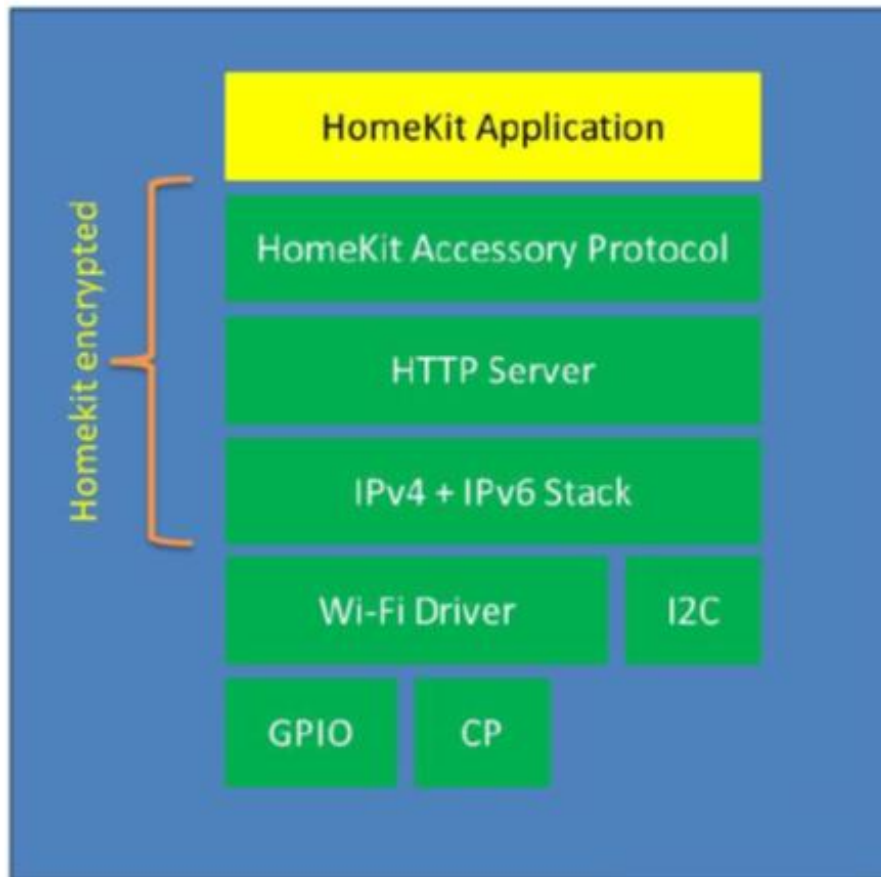 HomeKit Application
Homekit encrypted
HomeKit Accessory Protocol
HTTP Server
IPv4 + IPv6 Stack
Wi-Fi Driver
I2C
GPIO
CP